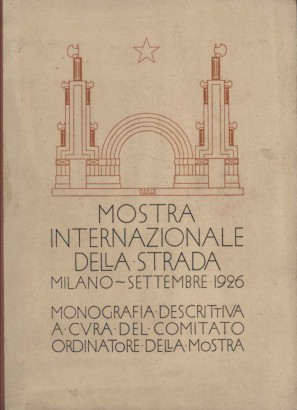 MOSTRA
INTERNAZIONALE
DELLA·STRADA
MILANO~SETTEMBRE·1926
MONOGRAFIA·DESCRITTIVA
A·CVRA·DEL·COMITATO
ORDINATORE·DELLA·MOSTRA